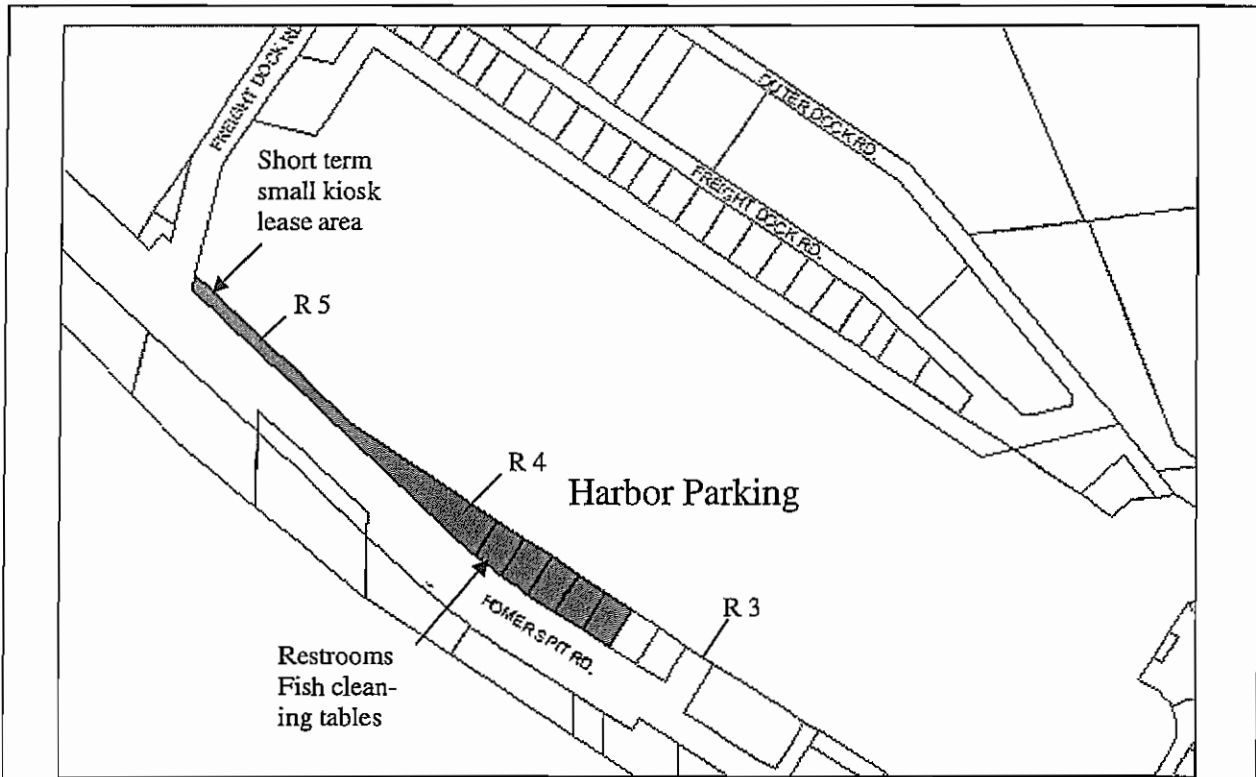 FREIGHT DOCK RD
OUTER DOCK RD.
Short term
small kiosk
lease area
FREIGHT DOCK RD.
R 5
R 4
Harbor Parking
R 3
HOMER SPIT RD.
Restrooms
Fish clean-
ing tables